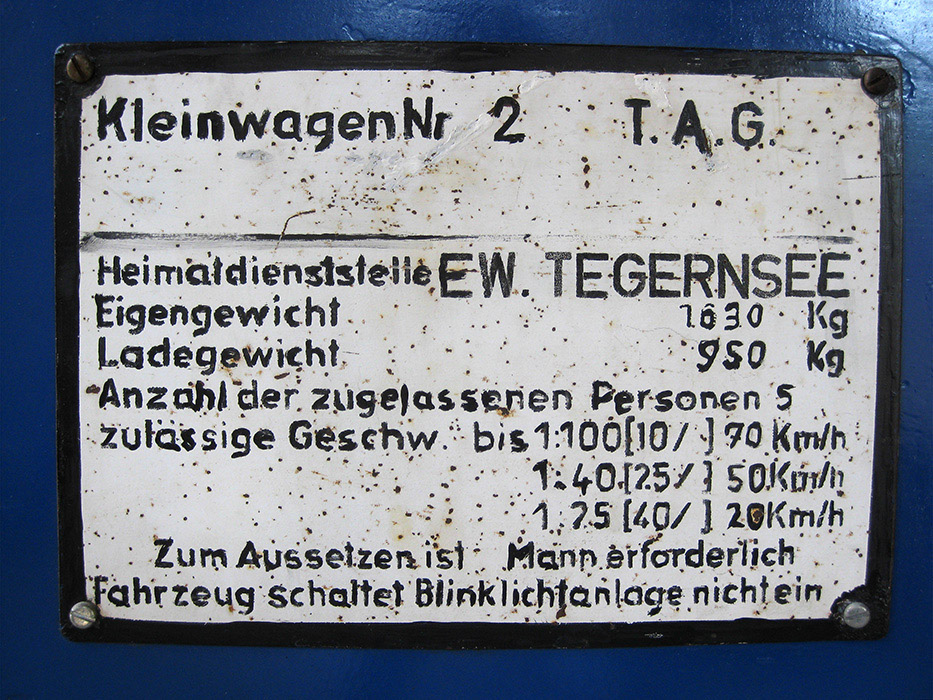 Kleinwagen Nr 2 T.A.G.
Heimatdienststelle EW. TEGERNSEE
Eigengewicht 1630 Kg
Ladegewicht 950 Kg
Anzahl der zugelassenen Personen 5
zulässige Geschw. bis 1:100 [10/ ] 70 Km/h
1:40 [25/ ] 50 Km/h
1:25 [40/ ] 20 Km/h
Zum Aussetzen ist Mann erforderlich
Fahrzeug schaltet Blinklichtanlage nicht ein